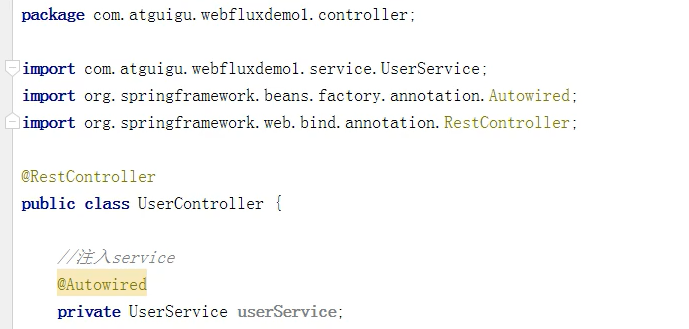 package com.atguigu.webfluxdemo1.controller;
import com.atguigu.webfluxdemo1.service.UserService;
import org.springframework.beans.factory.annotation.Autowired;
import org.springframework.web.bind.annotation.RestController;
@RestController
public class UserController {
//注入service
@Autowired
private UserService userService;